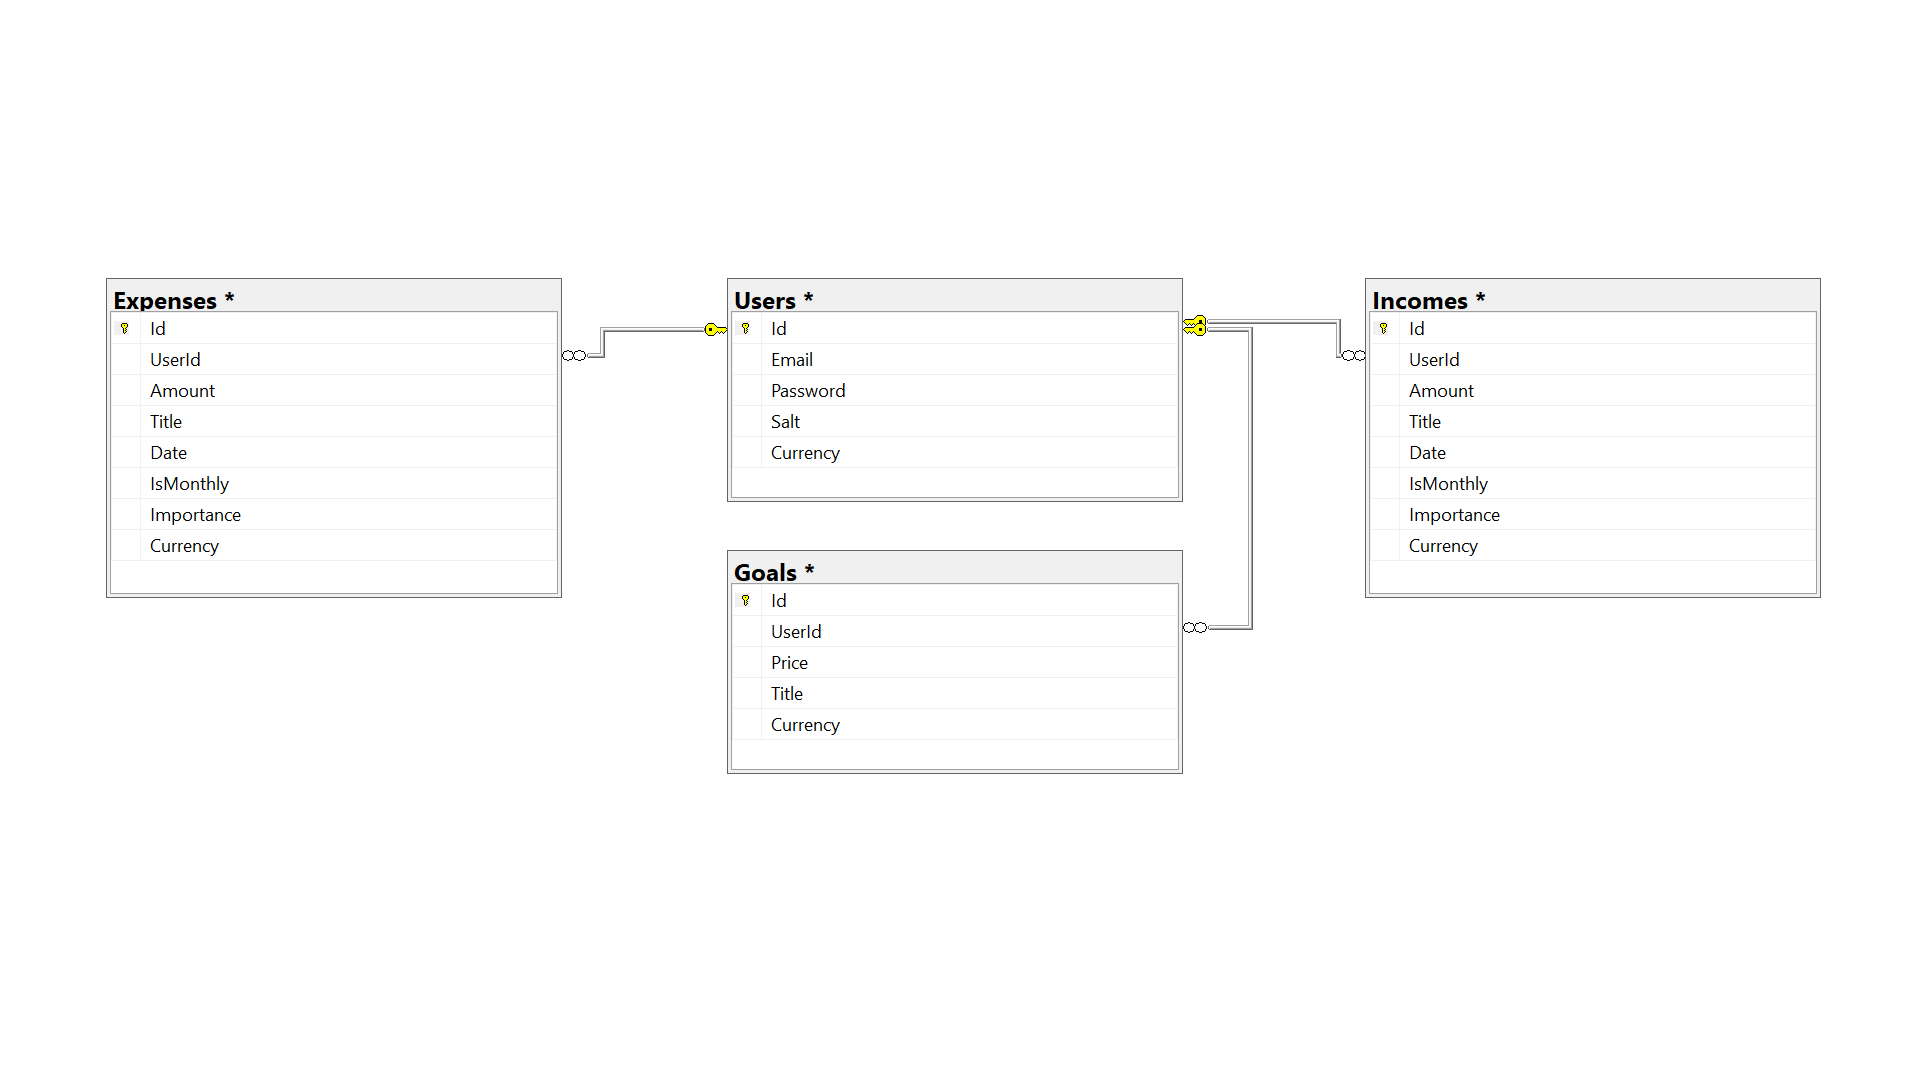 Expenses *
Id
UserId
Amount
Title
Date
IsMonthly
Importance
Currency
Users *
Id
Email
Password
Salt
Currency
Goals *
Id
UserId
Price
Title
Currency
Incomes *
Id
UserId
Amount
Title
Date
IsMonthly
Importance
Currency